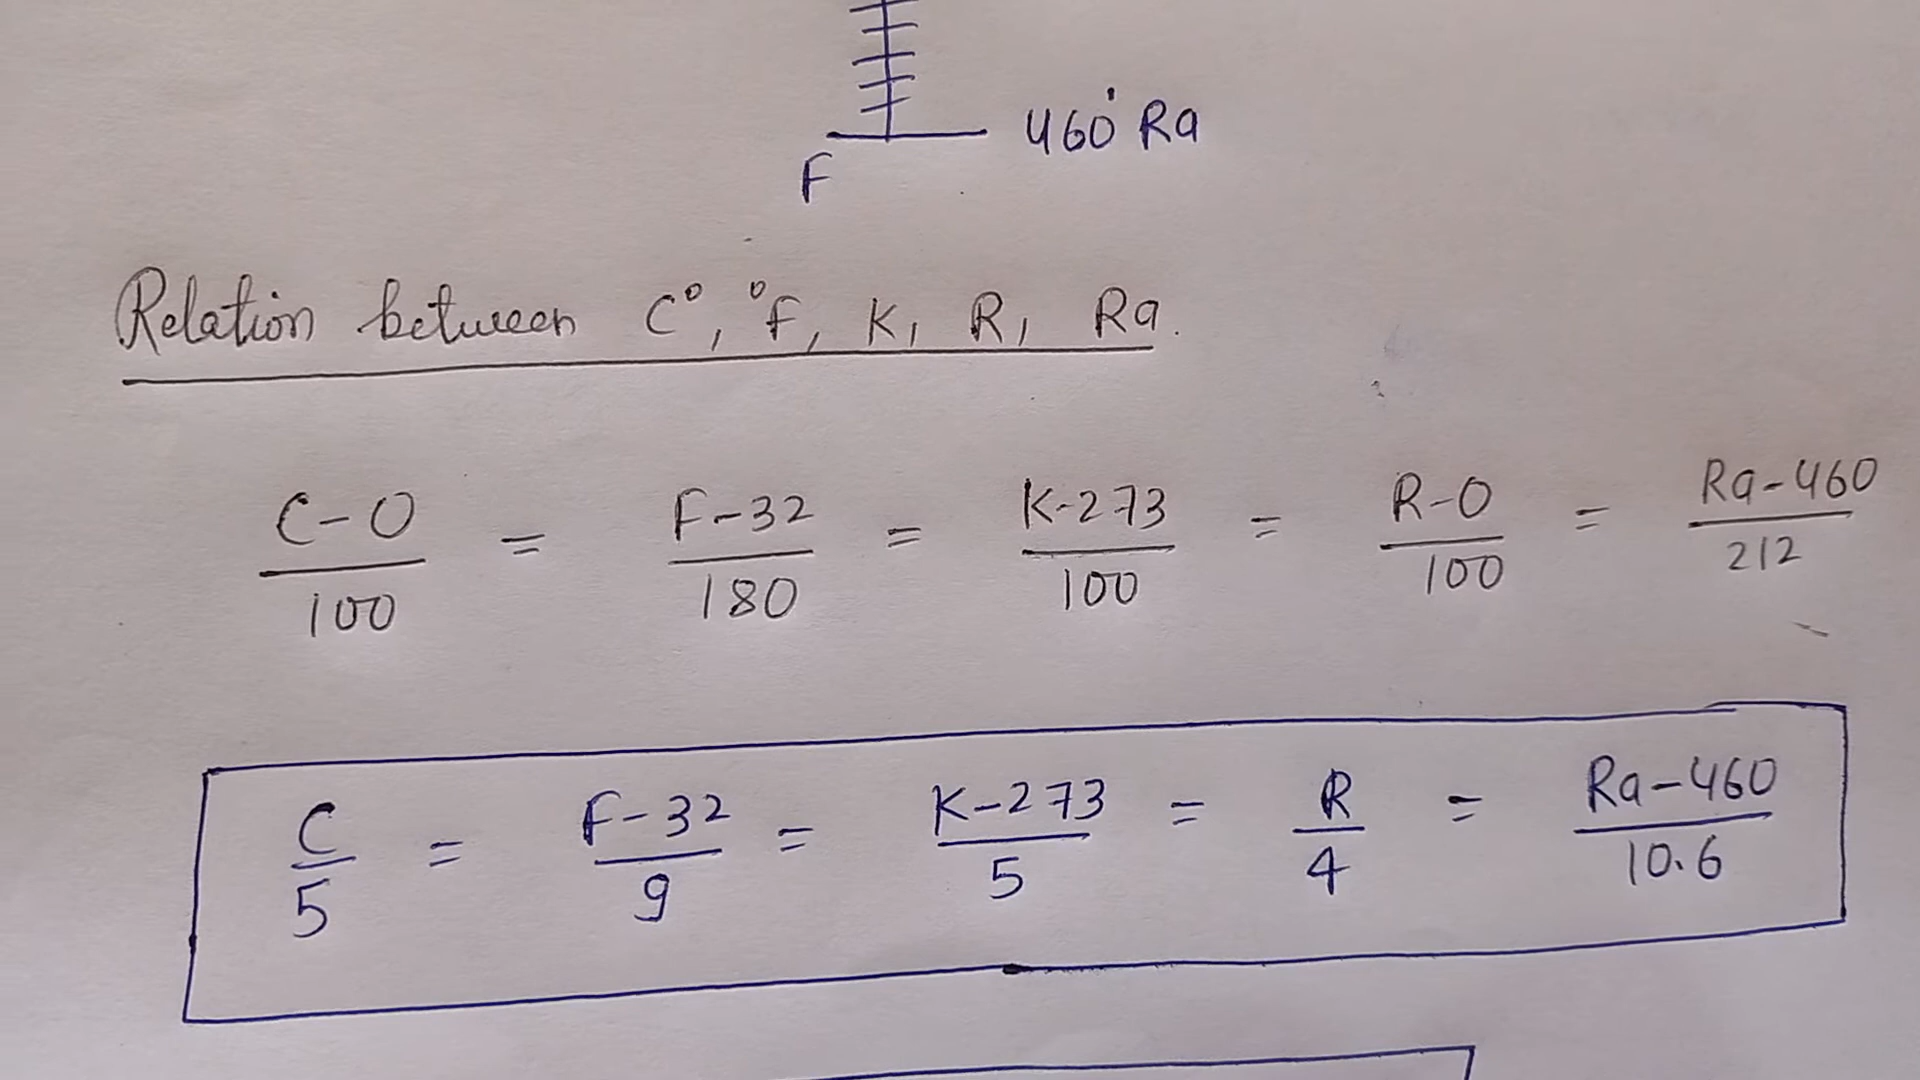 460° Ra
F
Relation between C°, °F, K, R, Ra.
C-0/100 = F-32/180 = K-273/100 = R-0/100 = Ra-460/212
C/5 = F-32/9 = K-273/5 = R/4 = Ra-460/10.6